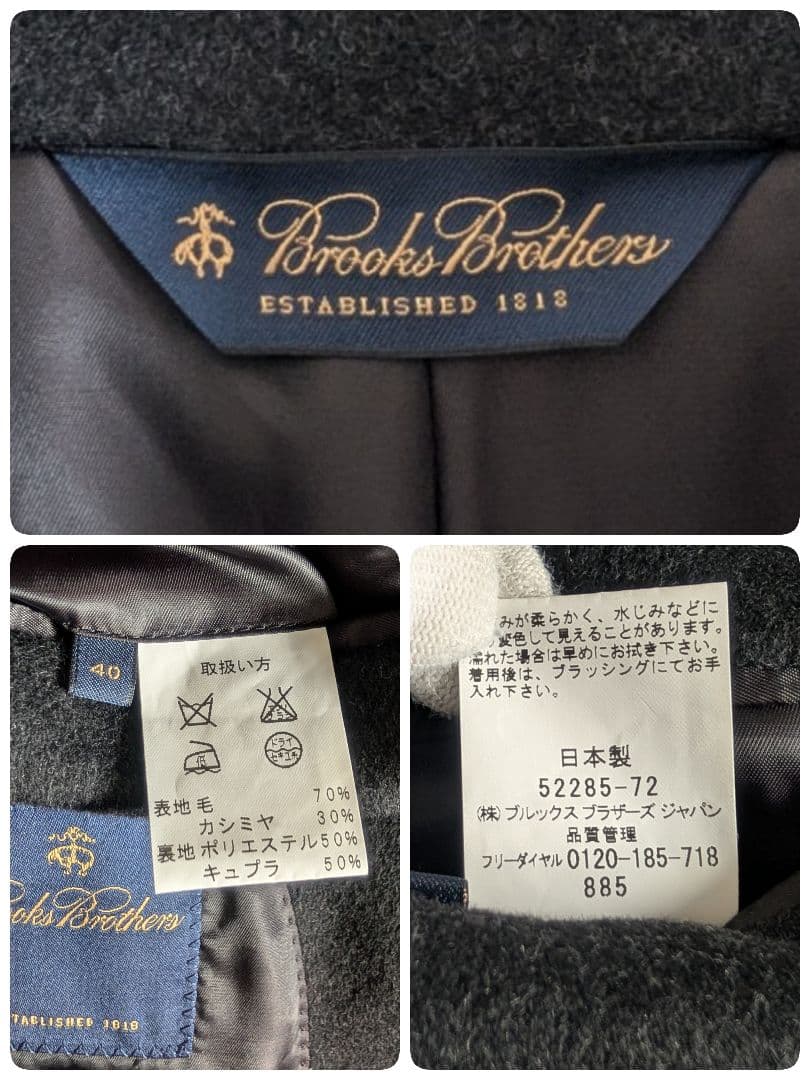 Brooks Brothers
ESTABLISHED 1818
40
取扱い方
低
ドライ
セキユ系
表地 毛 70%
カシミヤ 30%
裏地 ポリエステル 50%
キュプラ 50%
Brothers
1818
みが柔らかく、水じみなどに
変色して見えることがあります。
濡れた場合は早めにお拭き下さい。
着用後は、ブラッシングにてお手
入れ下さい。
日本製
52285-72
(株)ブルックス ブラザーズ ジャパン
品質管理
フリーダイヤル 0120-185-718
885